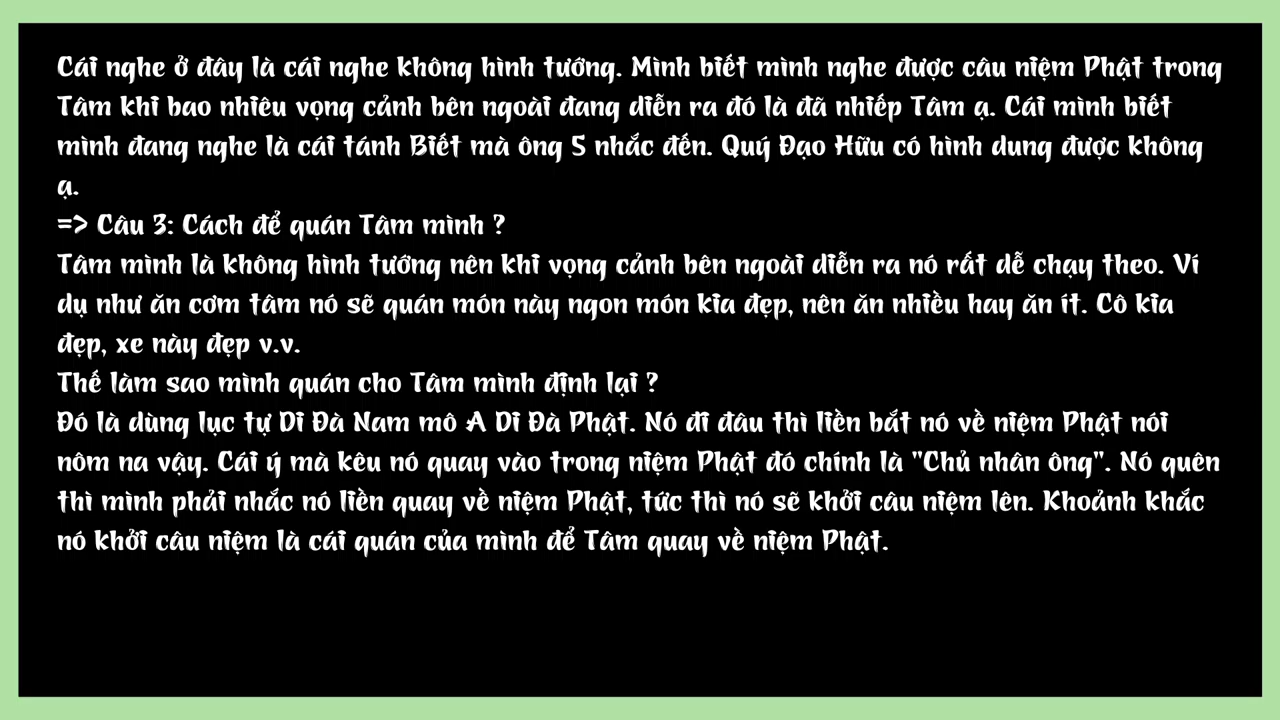 Cái nghe ở đây là cái nghe không hình tướng. Mình biết mình nghe được câu niệm Phật trong
Tâm khi bao nhiêu vọng cảnh bên ngoài đang diễn ra đó là đã nhiếp Tâm ạ. Cái mình biết
mình đang nghe là cái tánh Biết mà ông 5 nhắc đến. Quý Đạo Hữu có hình dung được không
ạ.
=> Câu 3: Cách để quán Tâm mình ?
Tâm mình là không hình tướng nên khi vọng cảnh bên ngoài diễn ra nó rất dễ chạy theo. Ví
dụ như ăn cơm tâm nó sẽ quán món này ngon món kia đẹp, nên ăn nhiều hay ăn ít. Cô kia
đẹp, xe này đẹp v.v.
Thế làm sao mình quán cho Tâm mình định lại ?
Đó là dùng lục tự Di Đà Nam mô A Di Đà Phật. Nó đi đâu thì liền bắt nó về niệm Phật nói
nôm na vậy. Cái ý mà kêu nó quay vào trong niệm Phật đó chính là "Chủ nhân ông". Nó quên
thì mình phải nhắc nó liền quay về niệm Phật, tức thì nó sẽ khởi câu niệm lên. Khoảnh khắc
nó khởi câu niệm là cái quán của mình để Tâm quay về niệm Phật.